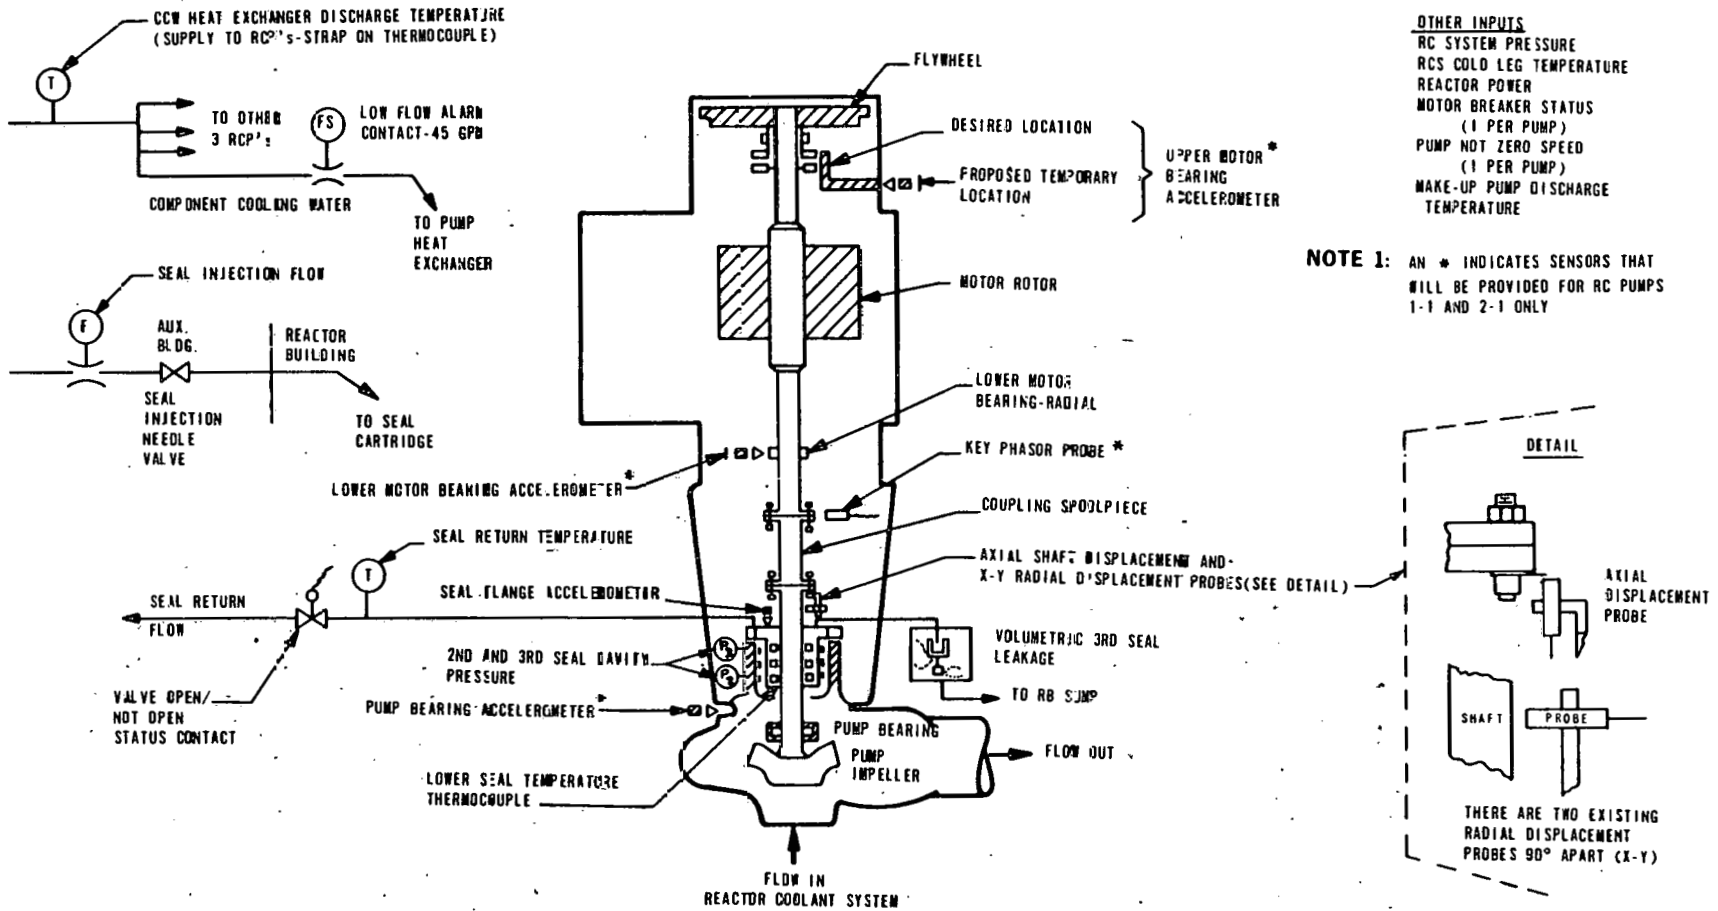 CCW HEAT EXCHANGER DISCHARGE TEMPERATURE
(SUPPLY TO RCP's-STRAP ON THERMOCOUPLE)
T
TO OTHER
3 RCP's
FS
LOW FLOW ALARM
CONTACT-45 GPM
COMPONENT COOLING WATER
TO PUMP
HEAT
EXCHANGER
SEAL INJECTION FLOW
F
AUX.
BLDG.
REACTOR
BUILDING
SEAL
INJECTION
NEEDLE
VALVE
TO SEAL
CARTRIDGE
LOWER MOTOR BEARING ACCELEROMETER*
SEAL RETURN TEMPERATURE
T
SEAL RETURN
FLOW
SEAL FLANGE ACCELEROMETER
2ND AND 3RD SEAL CAVITY
PRESSURE
VALVE OPEN/
NOT OPEN
STATUS CONTACT
PUMP BEARING ACCELEROMETER*
LOWER SEAL TEMPERATURE
THERMOCOUPLE
FLYWHEEL
DESIRED LOCATION
PROPOSED TEMPORARY
LOCATION
UPPER MOTOR*
BEARING
ACCELEROMETER
MOTOR ROTOR
LOWER MOTOR
BEARING-RADIAL
KEY PHASOR PROBE *
COUPLING SPOOLPIECE
AXIAL SHAFT DISPLACEMENT AND
X-Y RADIAL DISPLACEMENT PROBES(SEE DETAIL)
VOLUMETRIC 3RD SEAL
LEAKAGE
TO RB SUMP
PUMP BEARING
PUMP
IMPELLER
FLOW OUT
FLOW IN
REACTOR COOLANT SYSTEM
OTHER INPUTS
RC SYSTEM PRESSURE
RCS COLD LEG TEMPERATURE
REACTOR POWER
MOTOR BREAKER STATUS
(1 PER PUMP)
PUMP NOT ZERO SPEED
(1 PER PUMP)
MAKE-UP PUMP DISCHARGE
TEMPERATURE
NOTE 1: AN * INDICATES SENSORS THAT
WILL BE PROVIDED FOR RC PUMPS
1-1 AND 2-1 ONLY
DETAIL
AXIAL
DISPLACEMENT
PROBE
SHAFT
PROBE
THERE ARE TWO EXISTING
RADIAL DISPLACEMENT
PROBES 90° APART (X-Y)